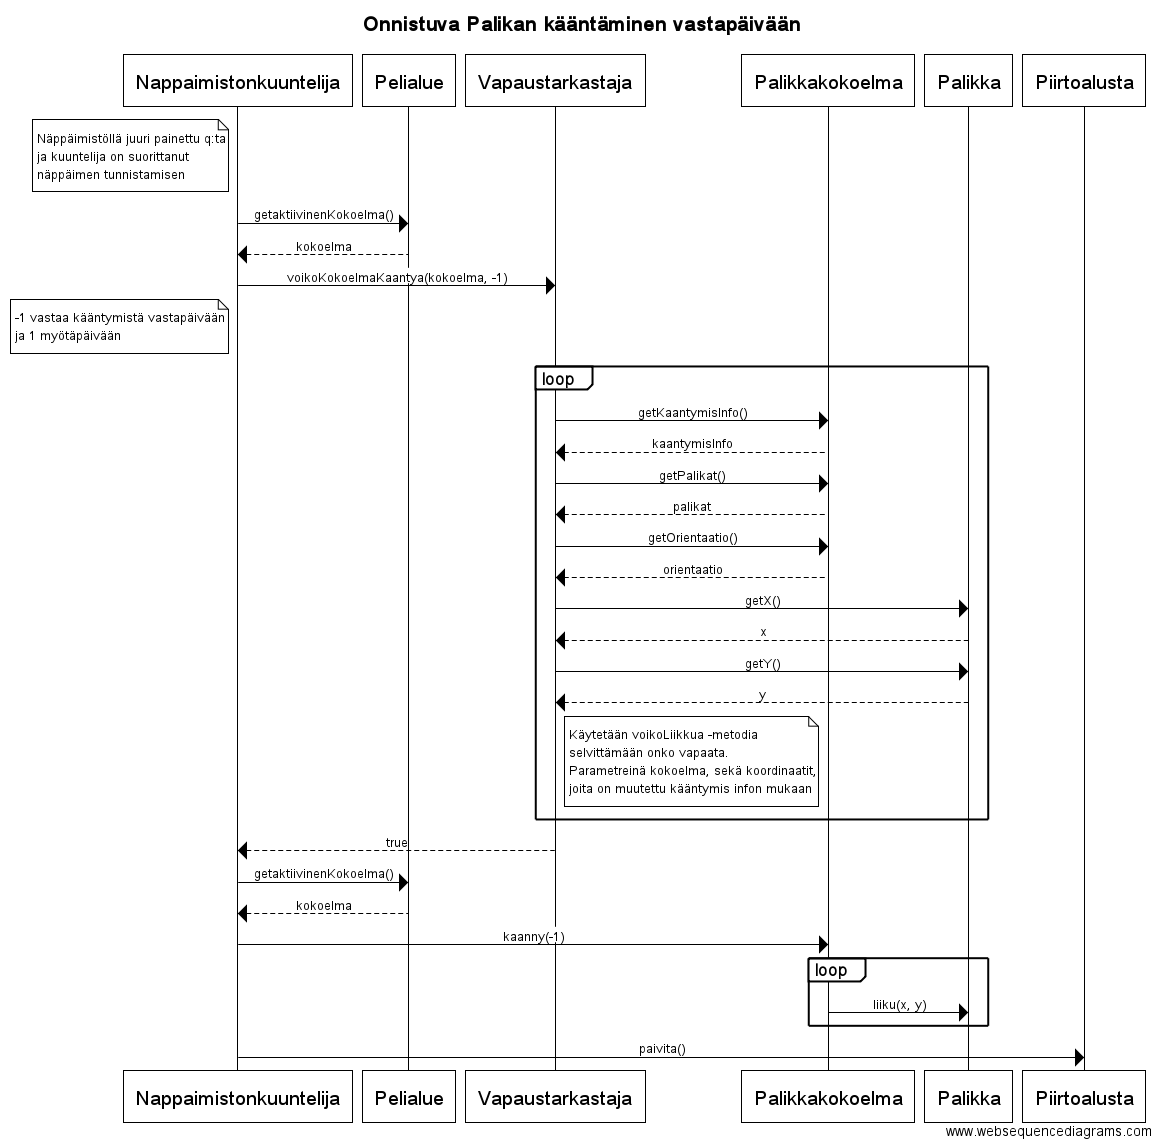 Onnistuva Palikan kääntäminen vastapäivään
Nappaimistonkuuntelija
Pelialue
Vapaustarkastaja
Palikkakokoelma
Palikka
Piirtoalusta
Näppäimistöllä juuri painettu q:ta
ja kuuntelija on suorittanut
näppäimen tunnistamisen
getaktiivinenKokoelma()
kokoelma
voikoKokoelmaKaantya(kokoelma, -1)
-1 vastaa kääntymistä vastapäivään
ja 1 myötäpäivään
loop
getKaantymisInfo()
kaantymisInfo
getPalikat()
palikat
getOrientaatio()
orientaatio
getX()
x
getY()
y
Käytetään voikoLiikkua -metodia
selvittämään onko vapaata.
Parametreinä kokoelma, sekä koordinaatit,
joita on muutettu kääntymis infon mukaan
true
getaktiivinenKokoelma()
kokoelma
kaanny(-1)
loop
liiku(x, y)
paivita()
Nappaimistonkuuntelija
Pelialue
Vapaustarkastaja
Palikkakokoelma
Palikka
Piirtoalusta
www.websequencediagrams.com